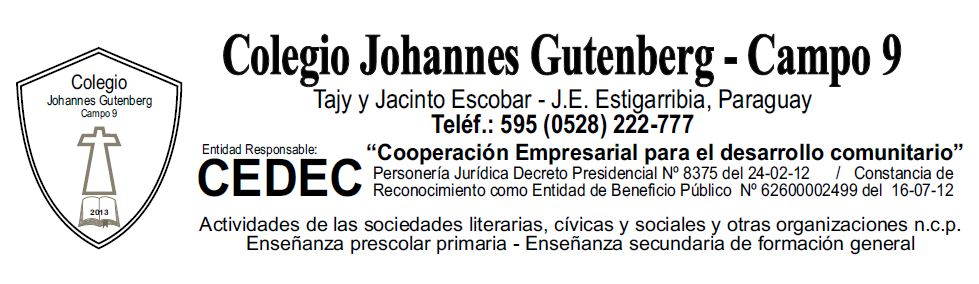 Colegio
Johannes Gutenberg
Campo 9
2013
Colegio Johannes Gutenberg - Campo 9
Tajy y Jacinto Escobar - J.E. Estigarribia, Paraguay
Teléf.: 595 (0528) 222-777
Entidad Responsable:
CEDEC
“Cooperación Empresarial para el desarrollo comunitario”
Personería Jurídica Decreto Presidencial Nº 8375 del 24-02-12 / Constancia de
Reconocimiento como Entidad de Beneficio Público Nº 62600002499 del 16-07-12
Actividades de las sociedades literarias, cívicas y sociales y otras organizaciones n.c.p.
Enseñanza prescolar primaria - Enseñanza secundaria de formación general